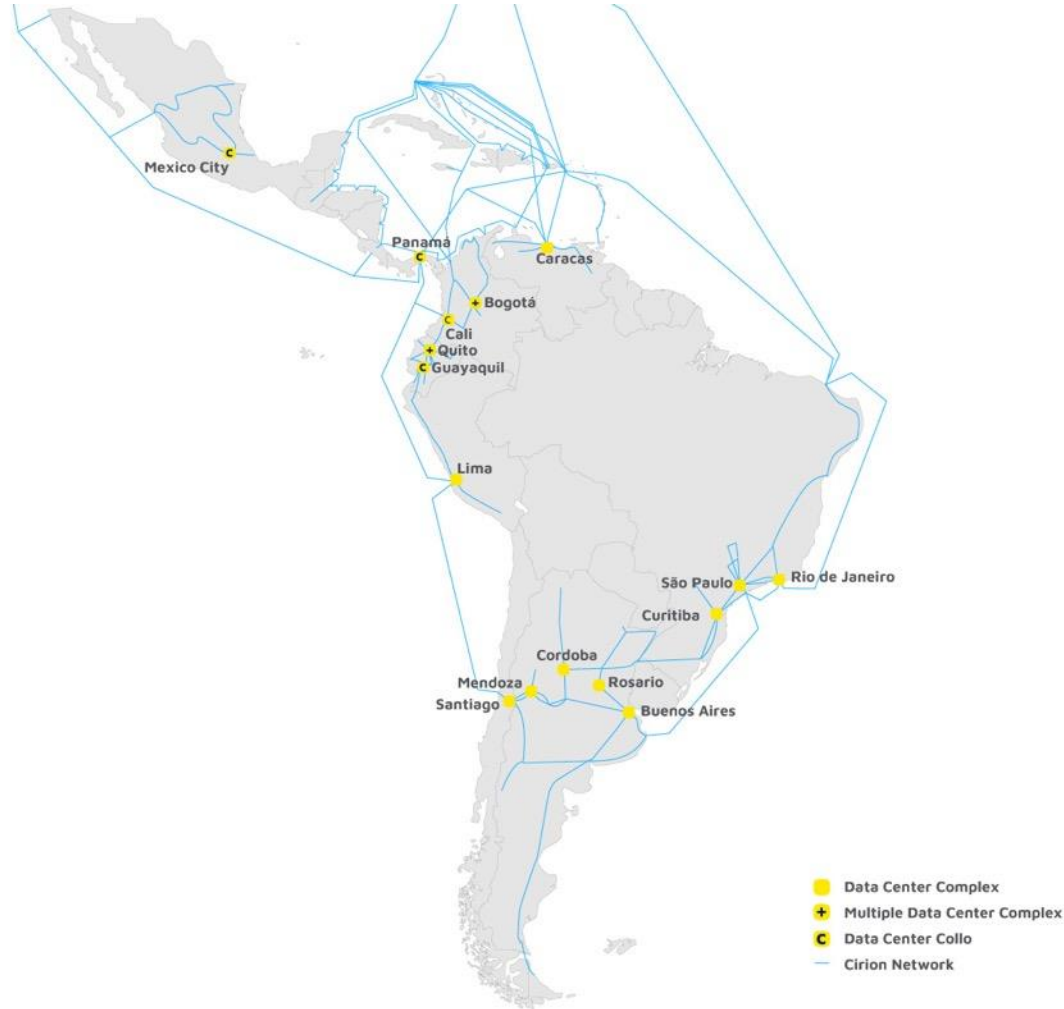 Mexico City
Panamá
Caracas
Bogotá
Cali
Quito
Guayaquil
Lima
São Paulo
Rio de Janeiro
Curitiba
Cordoba
Mendoza
Rosario
Santiago
Buenos Aires
Data Center Complex
Multiple Data Center Complex
Data Center Collo
Cirion Network